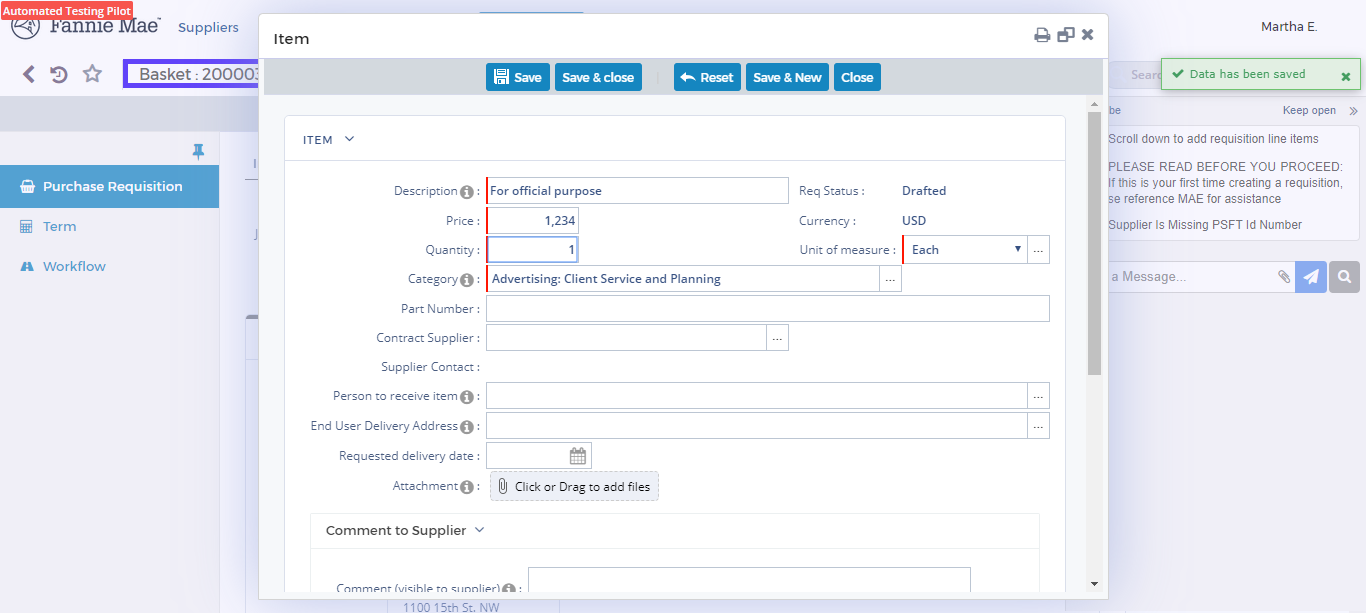 Automated Testing Pilot
Fannie Mae
Suppliers
Martha E.
Basket : 200003
Data has been saved
be
Keep open
Scroll down to add requisition line items
PLEASE READ BEFORE YOU PROCEED:
If this is your first time creating a requisition,
se reference MAE for assistance
Supplier Is Missing PSFT Id Number
a Message...
Purchase Requisition
Term
Workflow
Item
Save
Save & close
Reset
Save & New
Close
ITEM
Description : For official purpose Req Status : Drafted
Price : 1,234 Currency : USD
Quantity : 1 Unit of measure : Each ...
Category : Advertising: Client Service and Planning ...
Part Number :
Contract Supplier : ...
Supplier Contact :
Person to receive item : ...
End User Delivery Address : ...
Requested delivery date :
Attachment : Click or Drag to add files
Comment to Supplier
Comment (visible to supplier) :
1100 15th St. NW